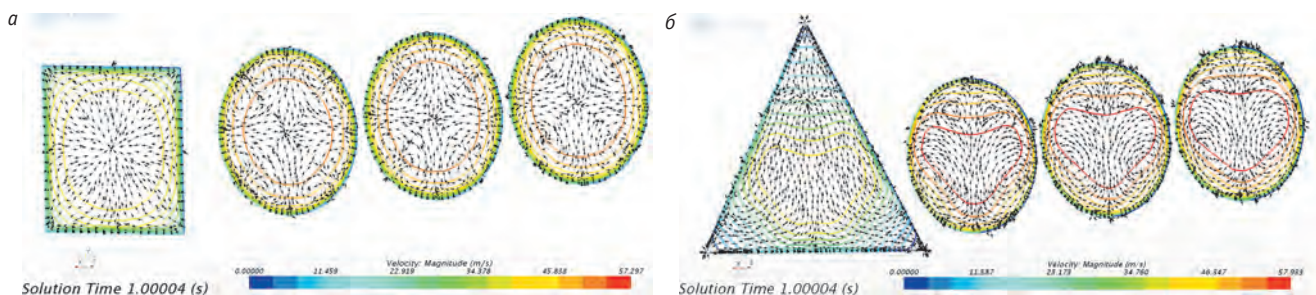 а
Velocity: Magnitude (m/s)
0.00000 11.459 22.919 34.378 45.838 57.297
Solution Time 1.00004 (s)
б
Velocity: Magnitude (m/s)
0.00000 11.587 23.173 34.760 46.347 57.933
Solution Time 1.00004 (s)